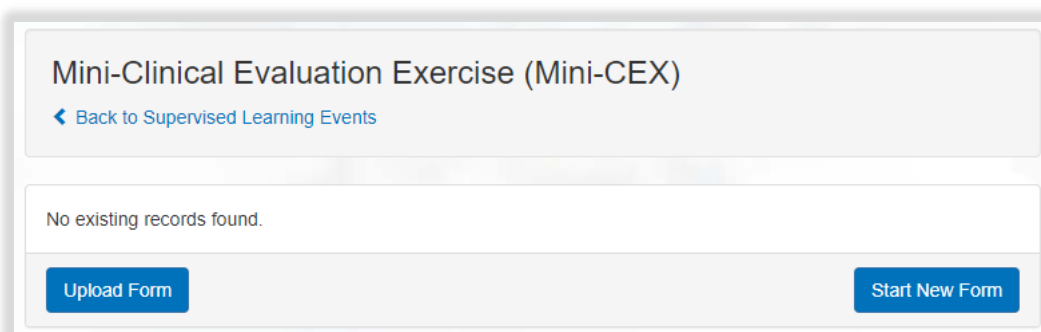 Mini-Clinical Evaluation Exercise (Mini-CEX)
Back to Supervised Learning Events
No existing records found.
Upload Form
Start New Form